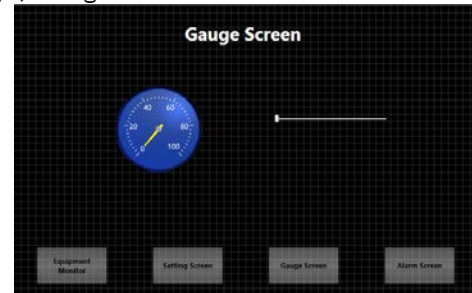 Gauge Screen
40 60
20 80
0 100
Equipment
Monitor
Setting Screen
Gauge Screen
Alarm Screen